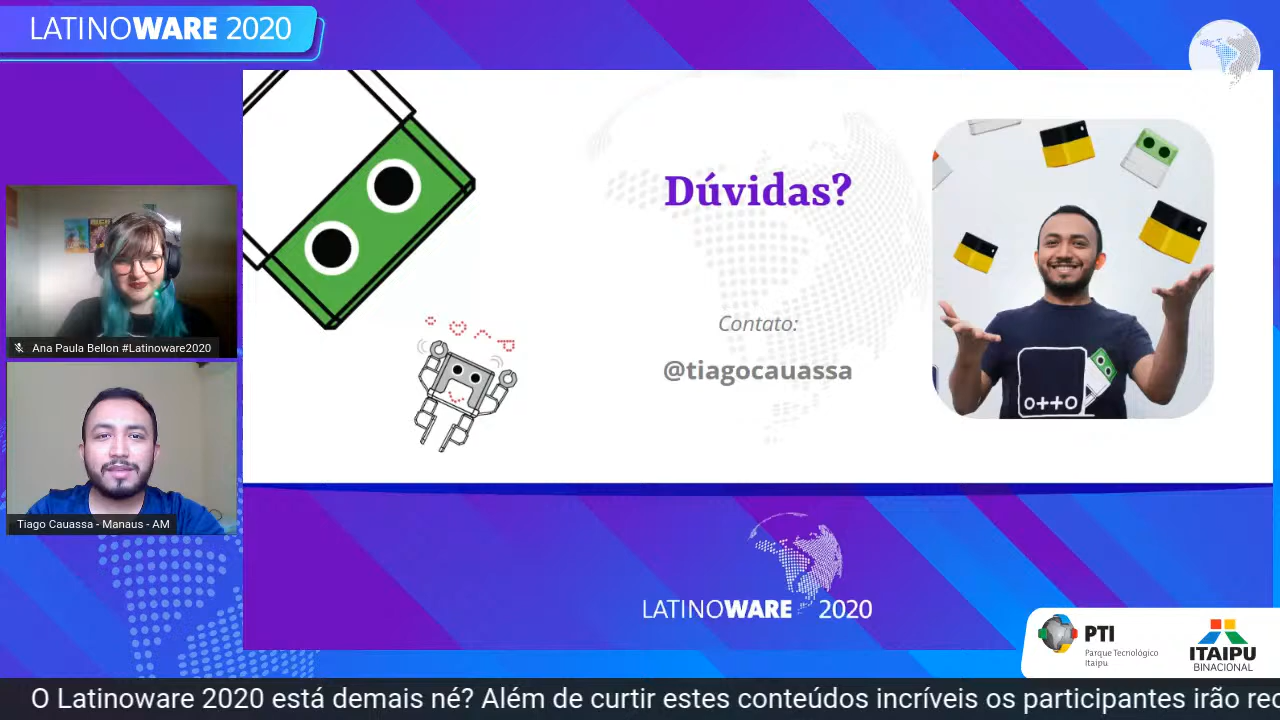 LATINOWARE 2020
Dúvidas?
Contato:
@tiagocauassa
o++o
Ana Paula Bellon #Latinoware2020
Tiago Cauassa - Manaus - AM
LATINOWARE 2020
PTI
Parque Tecnológico
Itaipu
ITAIPU
BINACIONAL
O Latinoware 2020 está demais né? Além de curtir estes conteúdos incríveis os participantes irão rec